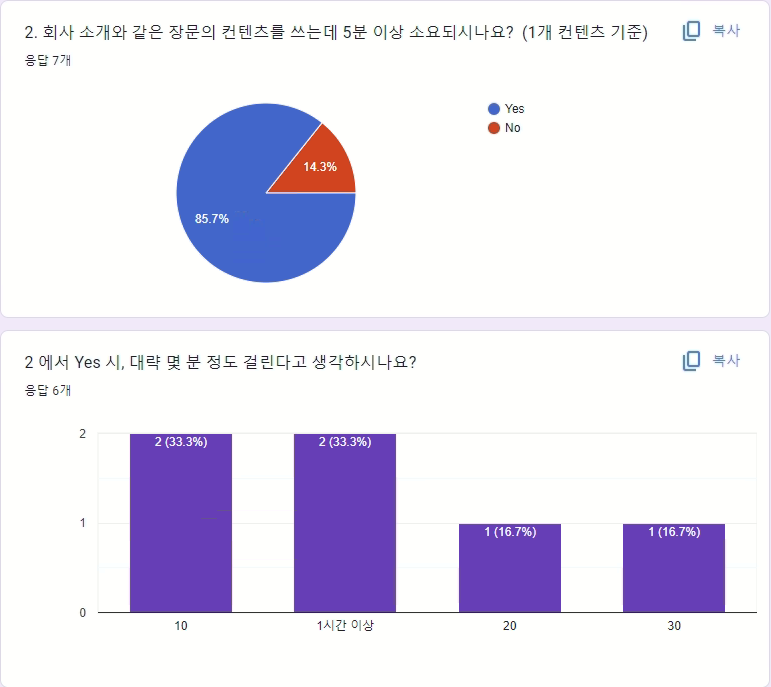 2. 회사 소개와 같은 장문의 컨텐츠를 쓰는데 5분 이상 소요되시나요? (1개 컨텐츠 기준)
복사
응답 7개
Yes
No
14.3%
85.7%
2 에서 Yes 시, 대략 몇 분 정도 걸린다고 생각하시나요?
복사
응답 6개
2
2 (33.3%)
2 (33.3%)
1
1 (16.7%)
1 (16.7%)
0
10
1시간 이상
20
30